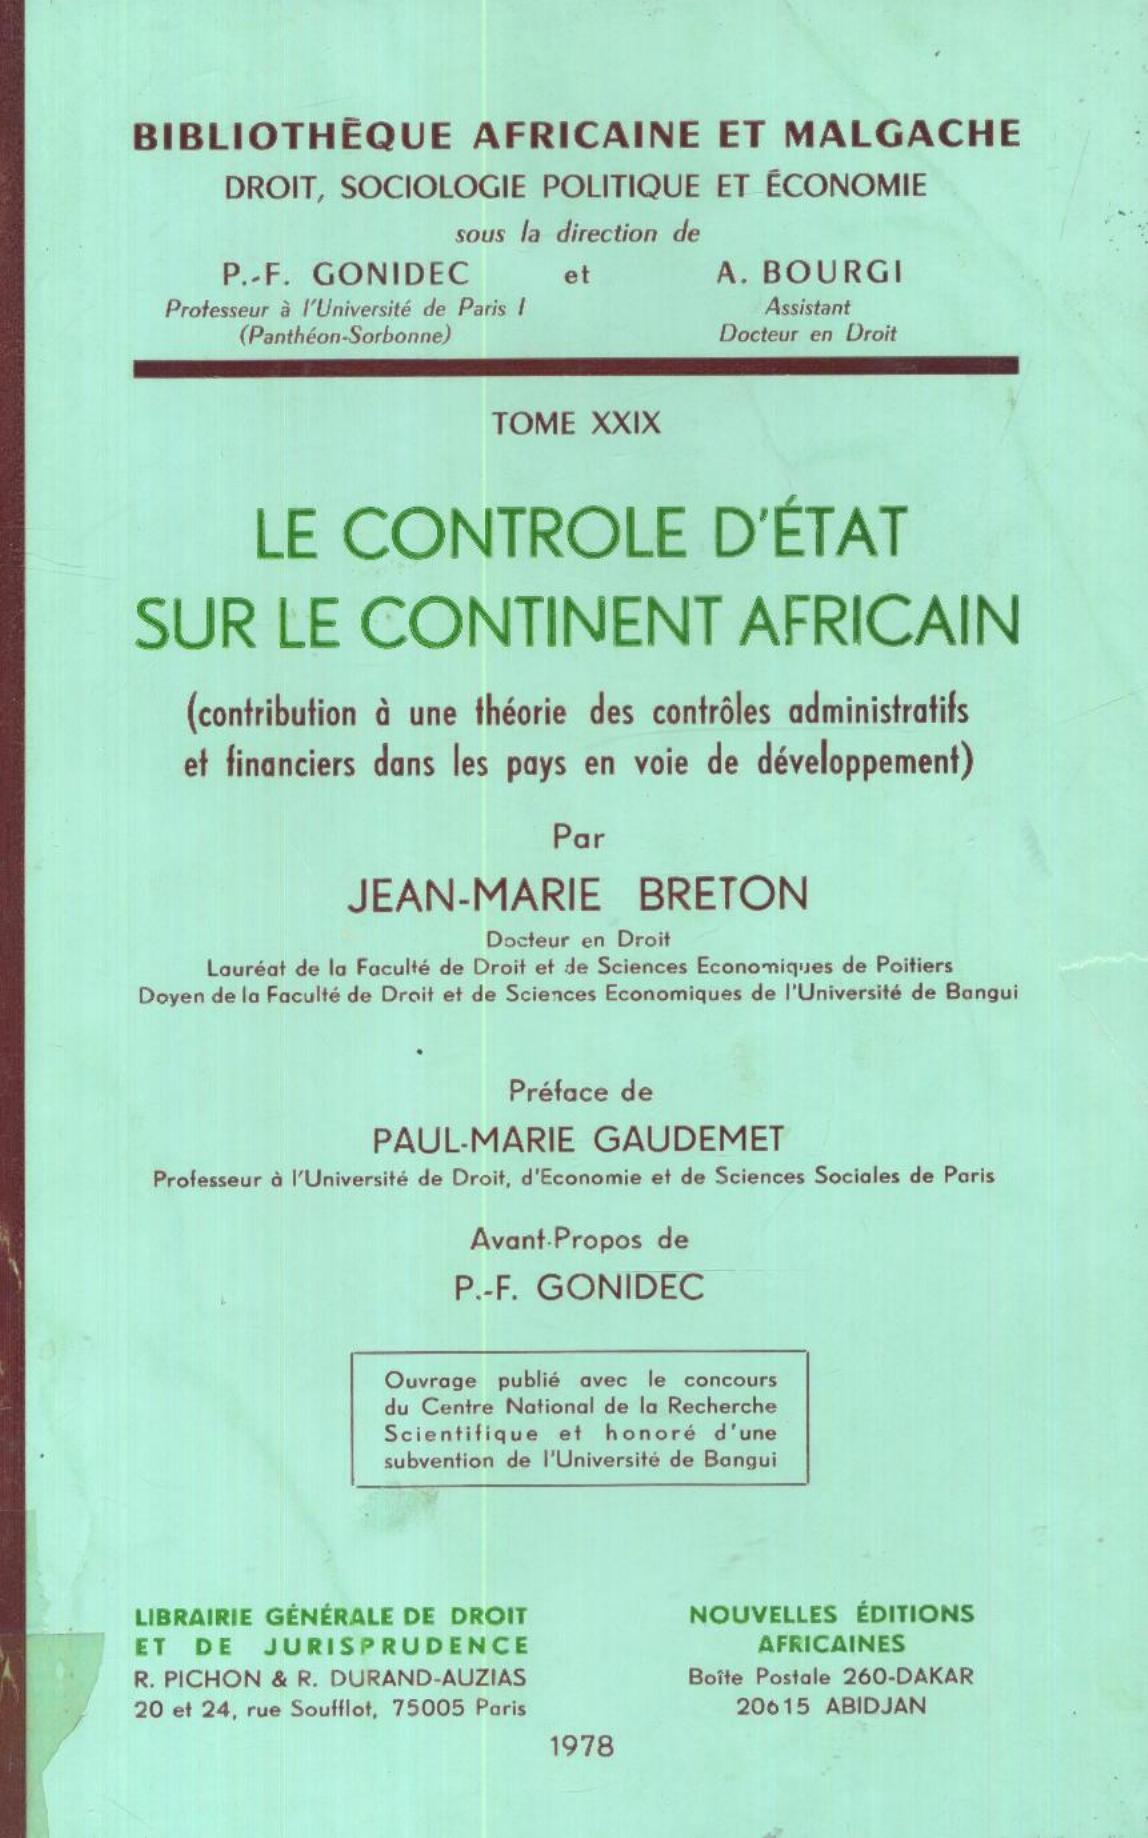 BIBLIOTHÈQUE AFRICAINE ET MALGACHE
DROIT, SOCIOLOGIE POLITIQUE ET ÉCONOMIE
sous la direction de
P.-F. GONIDEC et A. BOURGI
Professeur à l'Université de Paris I
(Panthéon-Sorbonne)
Assistant
Docteur en Droit
TOME XXIX
LE CONTROLE D'ÉTAT
SUR LE CONTINENT AFRICAIN
(contribution à une théorie des contrôles administratifs
et financiers dans les pays en voie de développement)
Par
JEAN-MARIE BRETON
Docteur en Droit
Lauréat de la Faculté de Droit et de Sciences Economiques de Poitiers
Doyen de la Faculté de Droit et de Sciences Economiques de l'Université de Bangui
Préface de
PAUL-MARIE GAUDEMET
Professeur à l'Université de Droit, d'Economie et de Sciences Sociales de Paris
Avant-Propos de
P.-F. GONIDEC
Ouvrage publié avec le concours
du Centre National de la Recherche
Scientifique et honoré d'une
subvention de l'Université de Bangui
LIBRAIRIE GÉNÉRALE DE DROIT
ET DE JURISPRUDENCE
R. PICHON & R. DURAND-AUZIAS
20 et 24, rue Soufflot, 75005 Paris
NOUVELLES ÉDITIONS
AFRICAINES
Boîte Postale 260-DAKAR
20615 ABIDJAN
1978